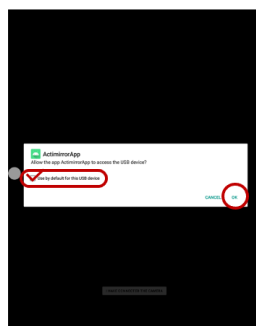 ActimirrorApp
Allow the app ActimirrorApp to access the USB device?
Use by default for this USB device
CANCEL OK